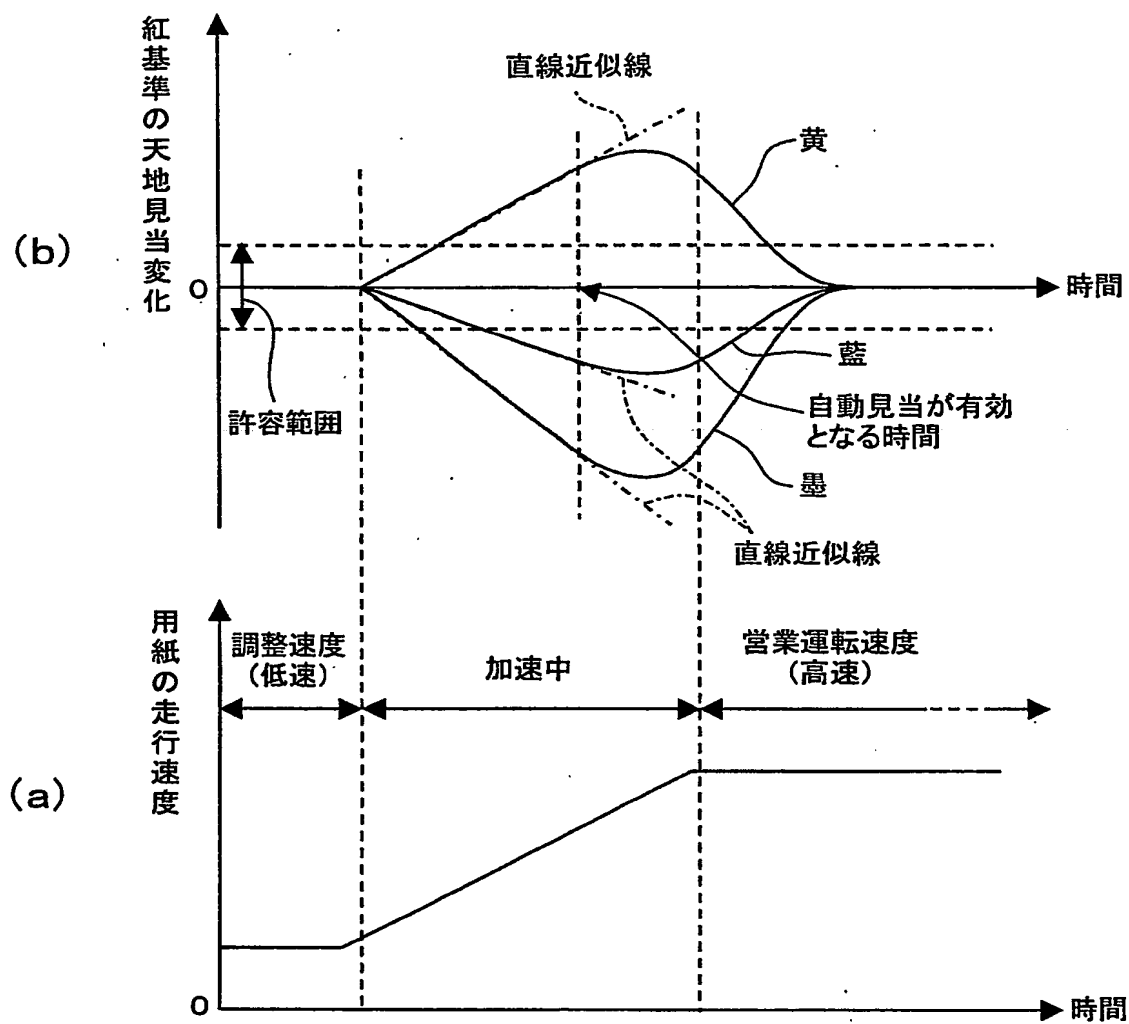 (b)
紅基準の天地見当変化
直線近似線
黄
O
時間
藍
許容範囲
自動見当が有効
となる時間
墨
直線近似線
(a)
用紙の走行速度
調整速度
(低速)
加速中
営業運転速度
(高速)
O
時間